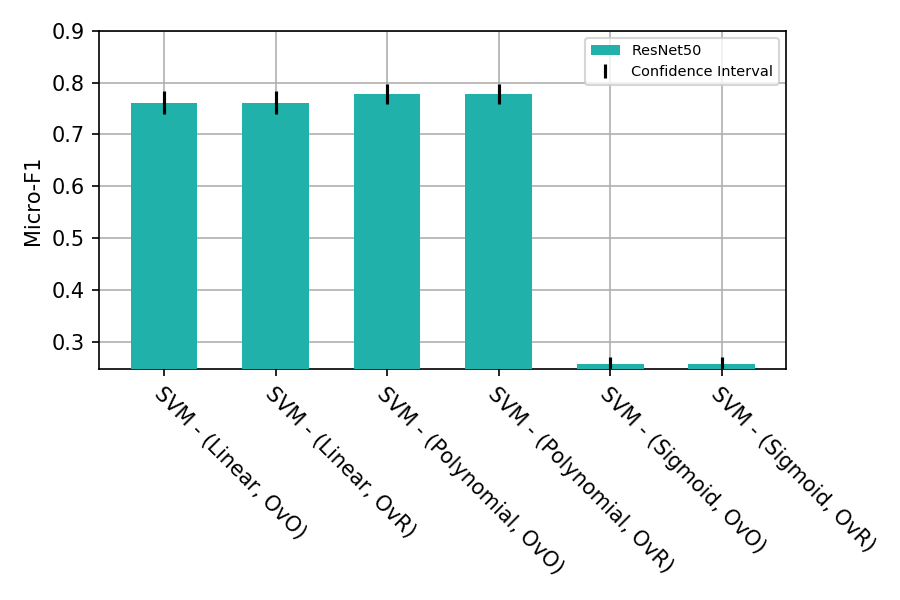 0.9
0.8
0.7
0.6
0.5
0.4
0.3
Micro-F1
ResNet50
Confidence Interval
SVM - (Linear, OvO)
SVM - (Linear, OvR)
SVM - (Polynomial, OvO)
SVM - (Polynomial, OvR)
SVM - (Sigmoid, OvO)
SVM - (Sigmoid, OvR)